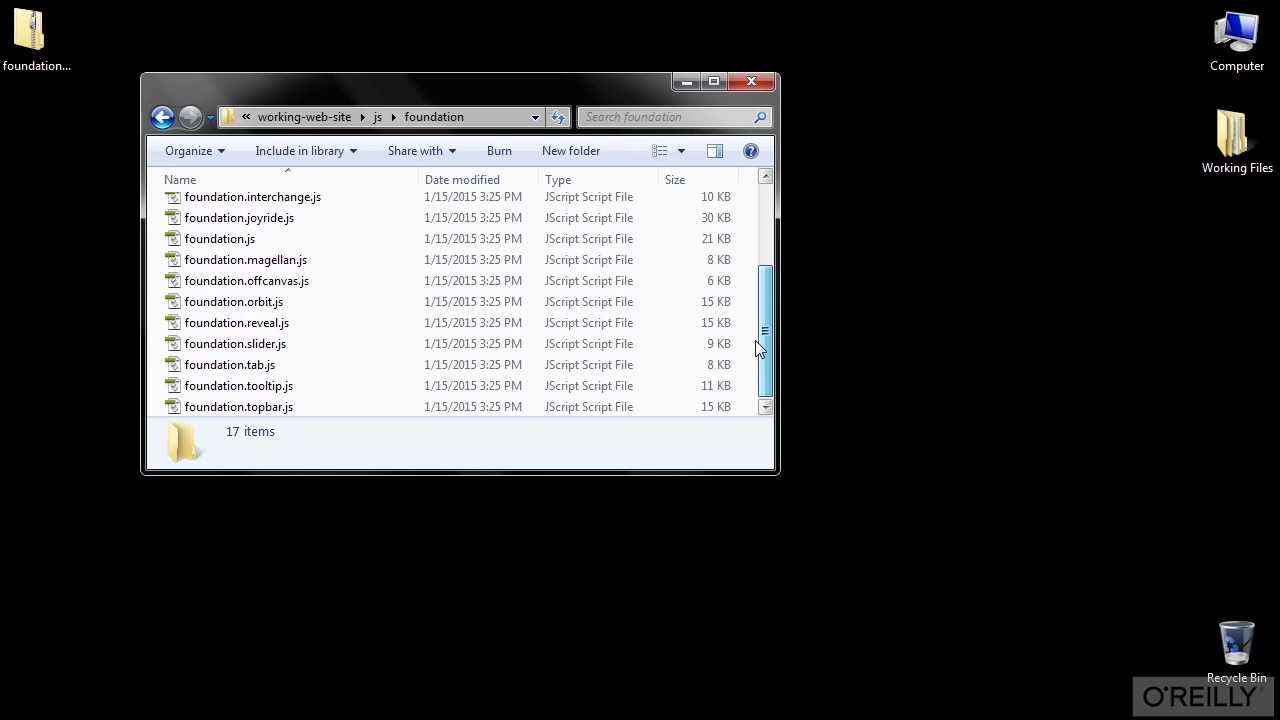 foundation...
Computer
Working Files
« working-web-site ▸ js ▸ foundation
Search foundation
Organize Include in library Share with Burn New folder
Name Date modified Type Size
foundation.interchange.js 1/15/2015 3:25 PM JScript Script File 10 KB
foundation.joyride.js 1/15/2015 3:25 PM JScript Script File 30 KB
foundation.js 1/15/2015 3:25 PM JScript Script File 21 KB
foundation.magellan.js 1/15/2015 3:25 PM JScript Script File 8 KB
foundation.offcanvas.js 1/15/2015 3:25 PM JScript Script File 6 KB
foundation.orbit.js 1/15/2015 3:25 PM JScript Script File 15 KB
foundation.reveal.js 1/15/2015 3:25 PM JScript Script File 15 KB
foundation.slider.js 1/15/2015 3:25 PM JScript Script File 9 KB
foundation.tab.js 1/15/2015 3:25 PM JScript Script File 8 KB
foundation.tooltip.js 1/15/2015 3:25 PM JScript Script File 11 KB
foundation.topbar.js 1/15/2015 3:25 PM JScript Script File 15 KB
17 items
Recycle Bin
O'REILLY®